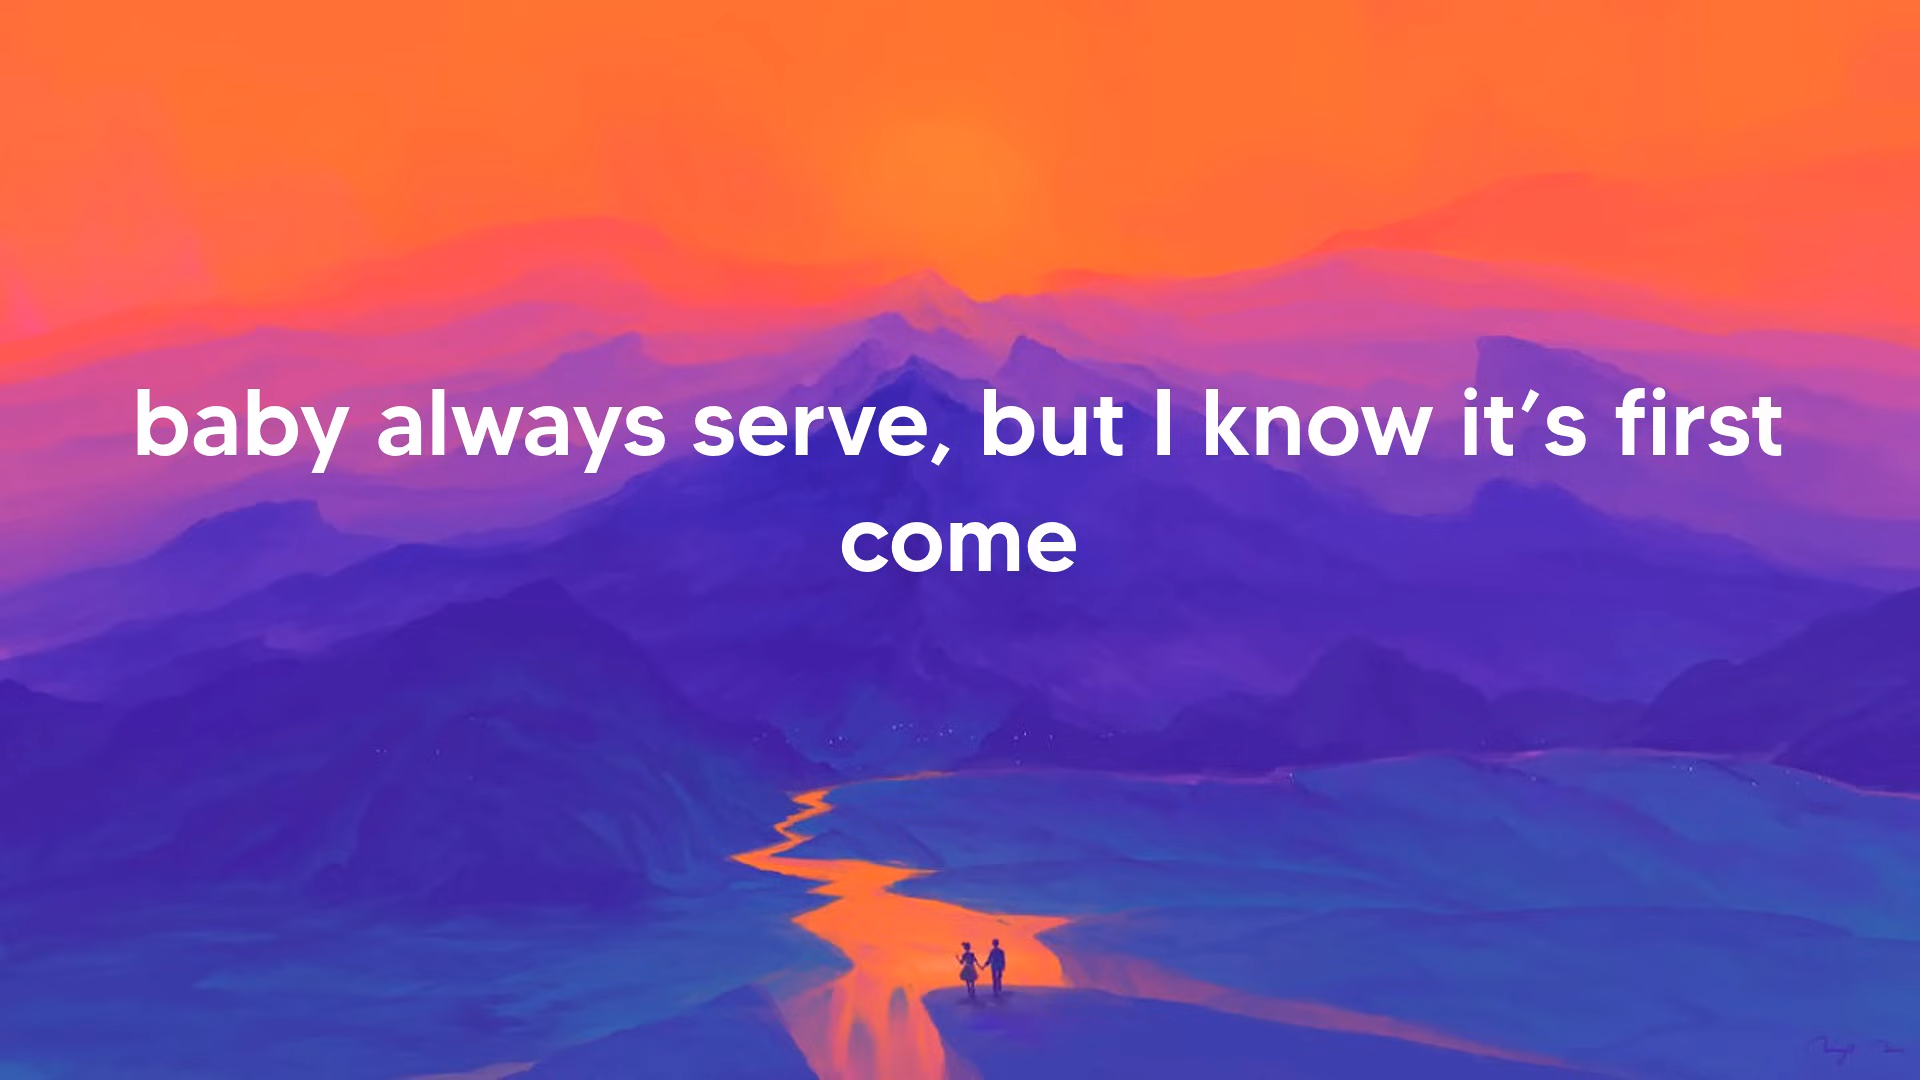 baby always serve, but I know it’s first
come